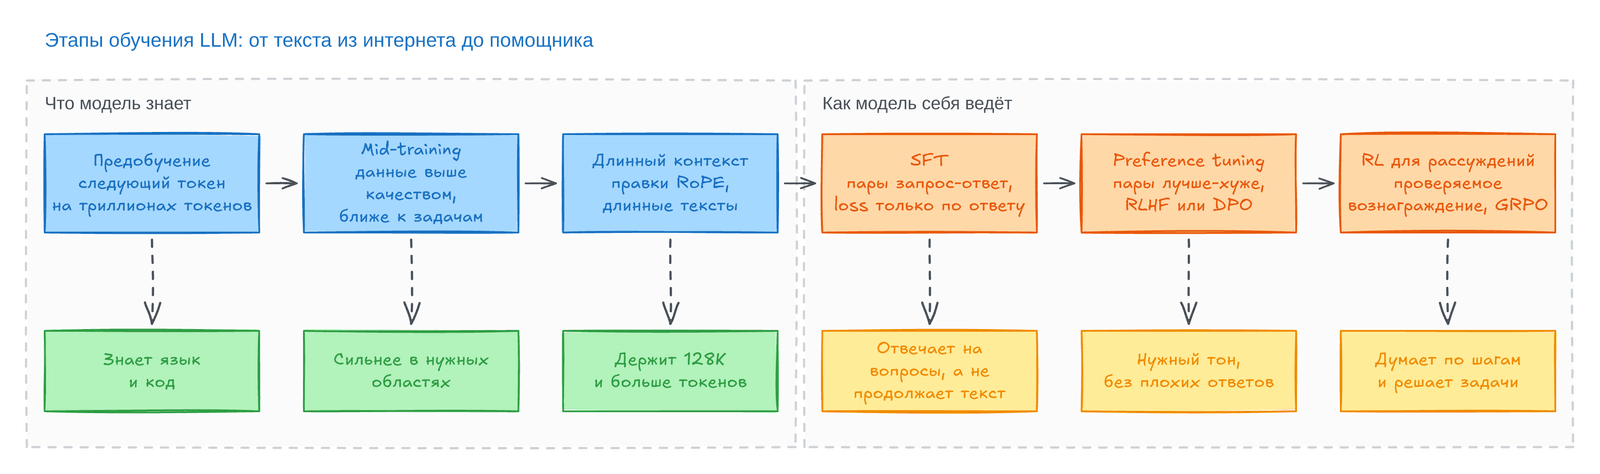 Этапы обучения LLM: от текста из интернета до помощника
Что модель знает
Предобучение
следующий токен
на триллионах токенов
Mid-training
данные выше
качеством,
ближе к задачам
Длинный контекст
правки RoPE,
длинные тексты
Знает язык
и код
Сильнее в нужных
областях
Держит 128K
и больше токенов
Как модель себя ведёт
SFT
пары запрос-ответ,
loss только по ответу
Preference tuning
пары лучше-хуже,
RLHF или DPO
RL для рассуждений
проверяемое
вознаграждение, GRPO
Отвечает на
вопросы, а не
продолжает текст
Нужный тон,
без плохих ответов
Думает по шагам
и решает задачи